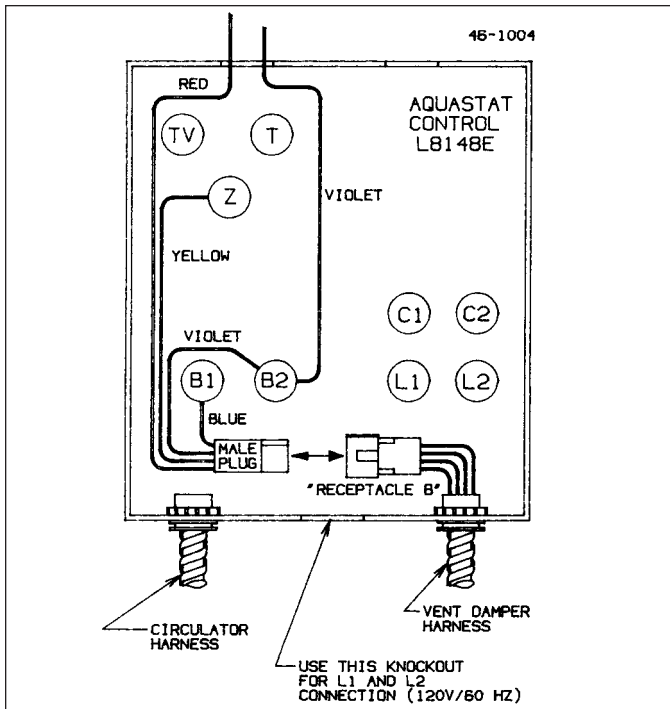 46-1004
RED
AQUASTAT
CONTROL
L8148E
TV
T
Z
VIOLET
YELLOW
C1
C2
VIOLET
B1
B2
L1
L2
BLUE
MALE
PLUG
"RECEPTACLE B"
CIRCULATOR
HARNESS
VENT DAMPER
HARNESS
USE THIS KNOCKOUT
FOR L1 AND L2
CONNECTION (120V/60 HZ)